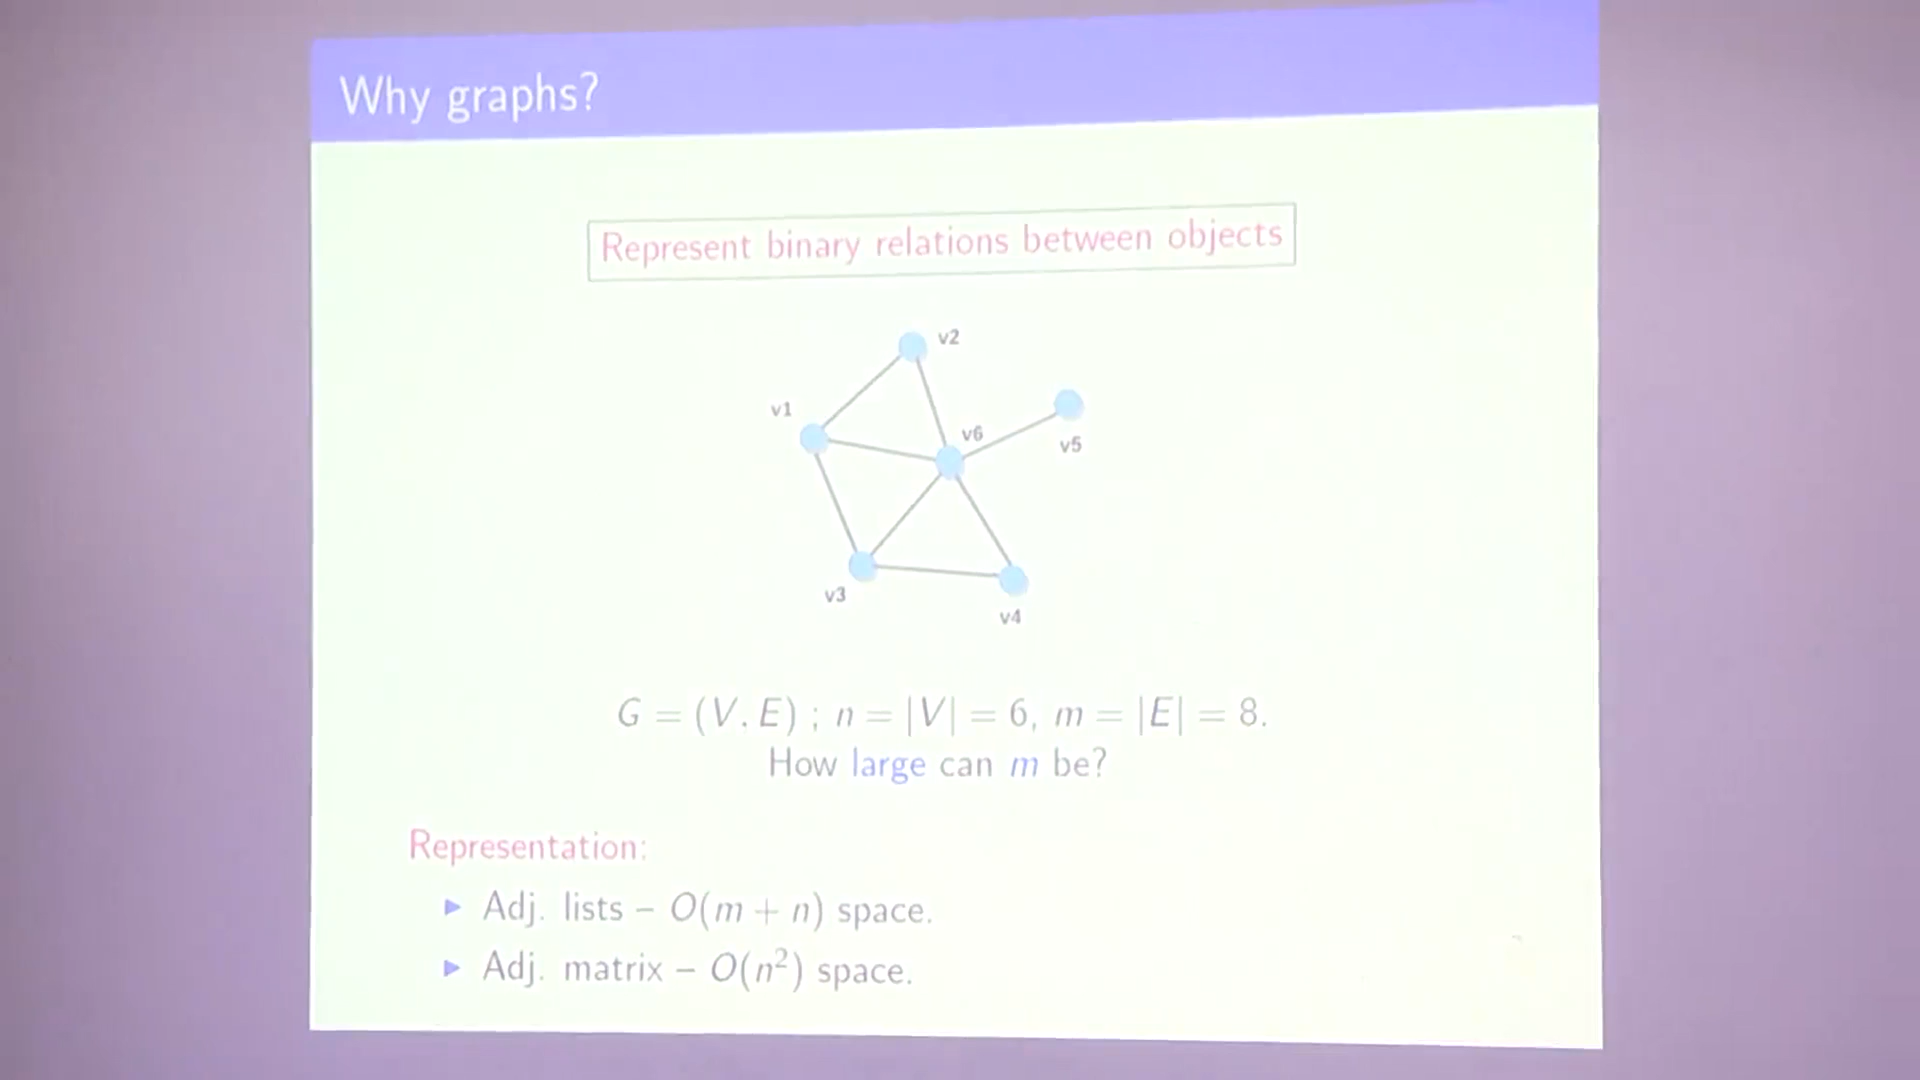 Why graphs?
Represent binary relations between objects
v2
v1
v6
v5
v3
v4
G = (V.E) ; n = |V| = 6, m = |E| = 8.
How large can m be?
Representation:
▶ Adj. lists – O(m + n) space.
▶ Adj. matrix – O(n²) space.